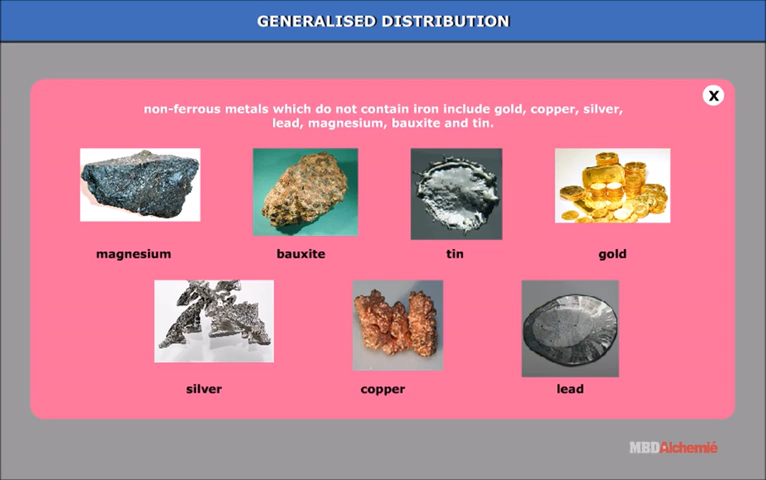 GENERALISED DISTRIBUTION
X
non-ferrous metals which do not contain iron include gold, copper, silver,
lead, magnesium, bauxite and tin.
magnesium bauxite tin gold
silver copper lead
MBDAlchemié